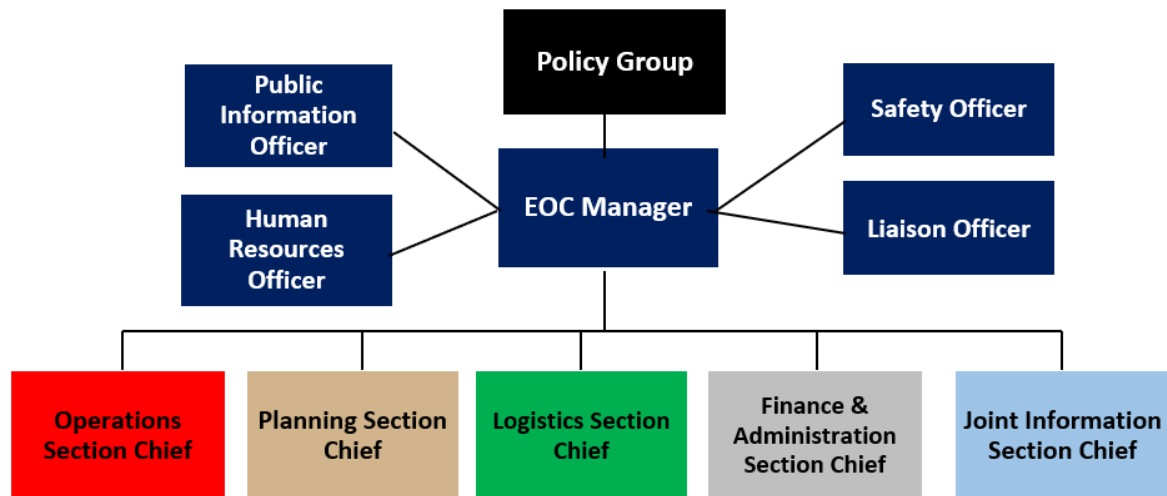 Policy Group
Public
Information
Officer
Safety Officer
EOC Manager
Human
Resources
Officer
Liaison Officer
Operations
Section Chief
Planning Section
Chief
Logistics Section
Chief
Finance &
Administration
Section Chief
Joint Information
Section Chief